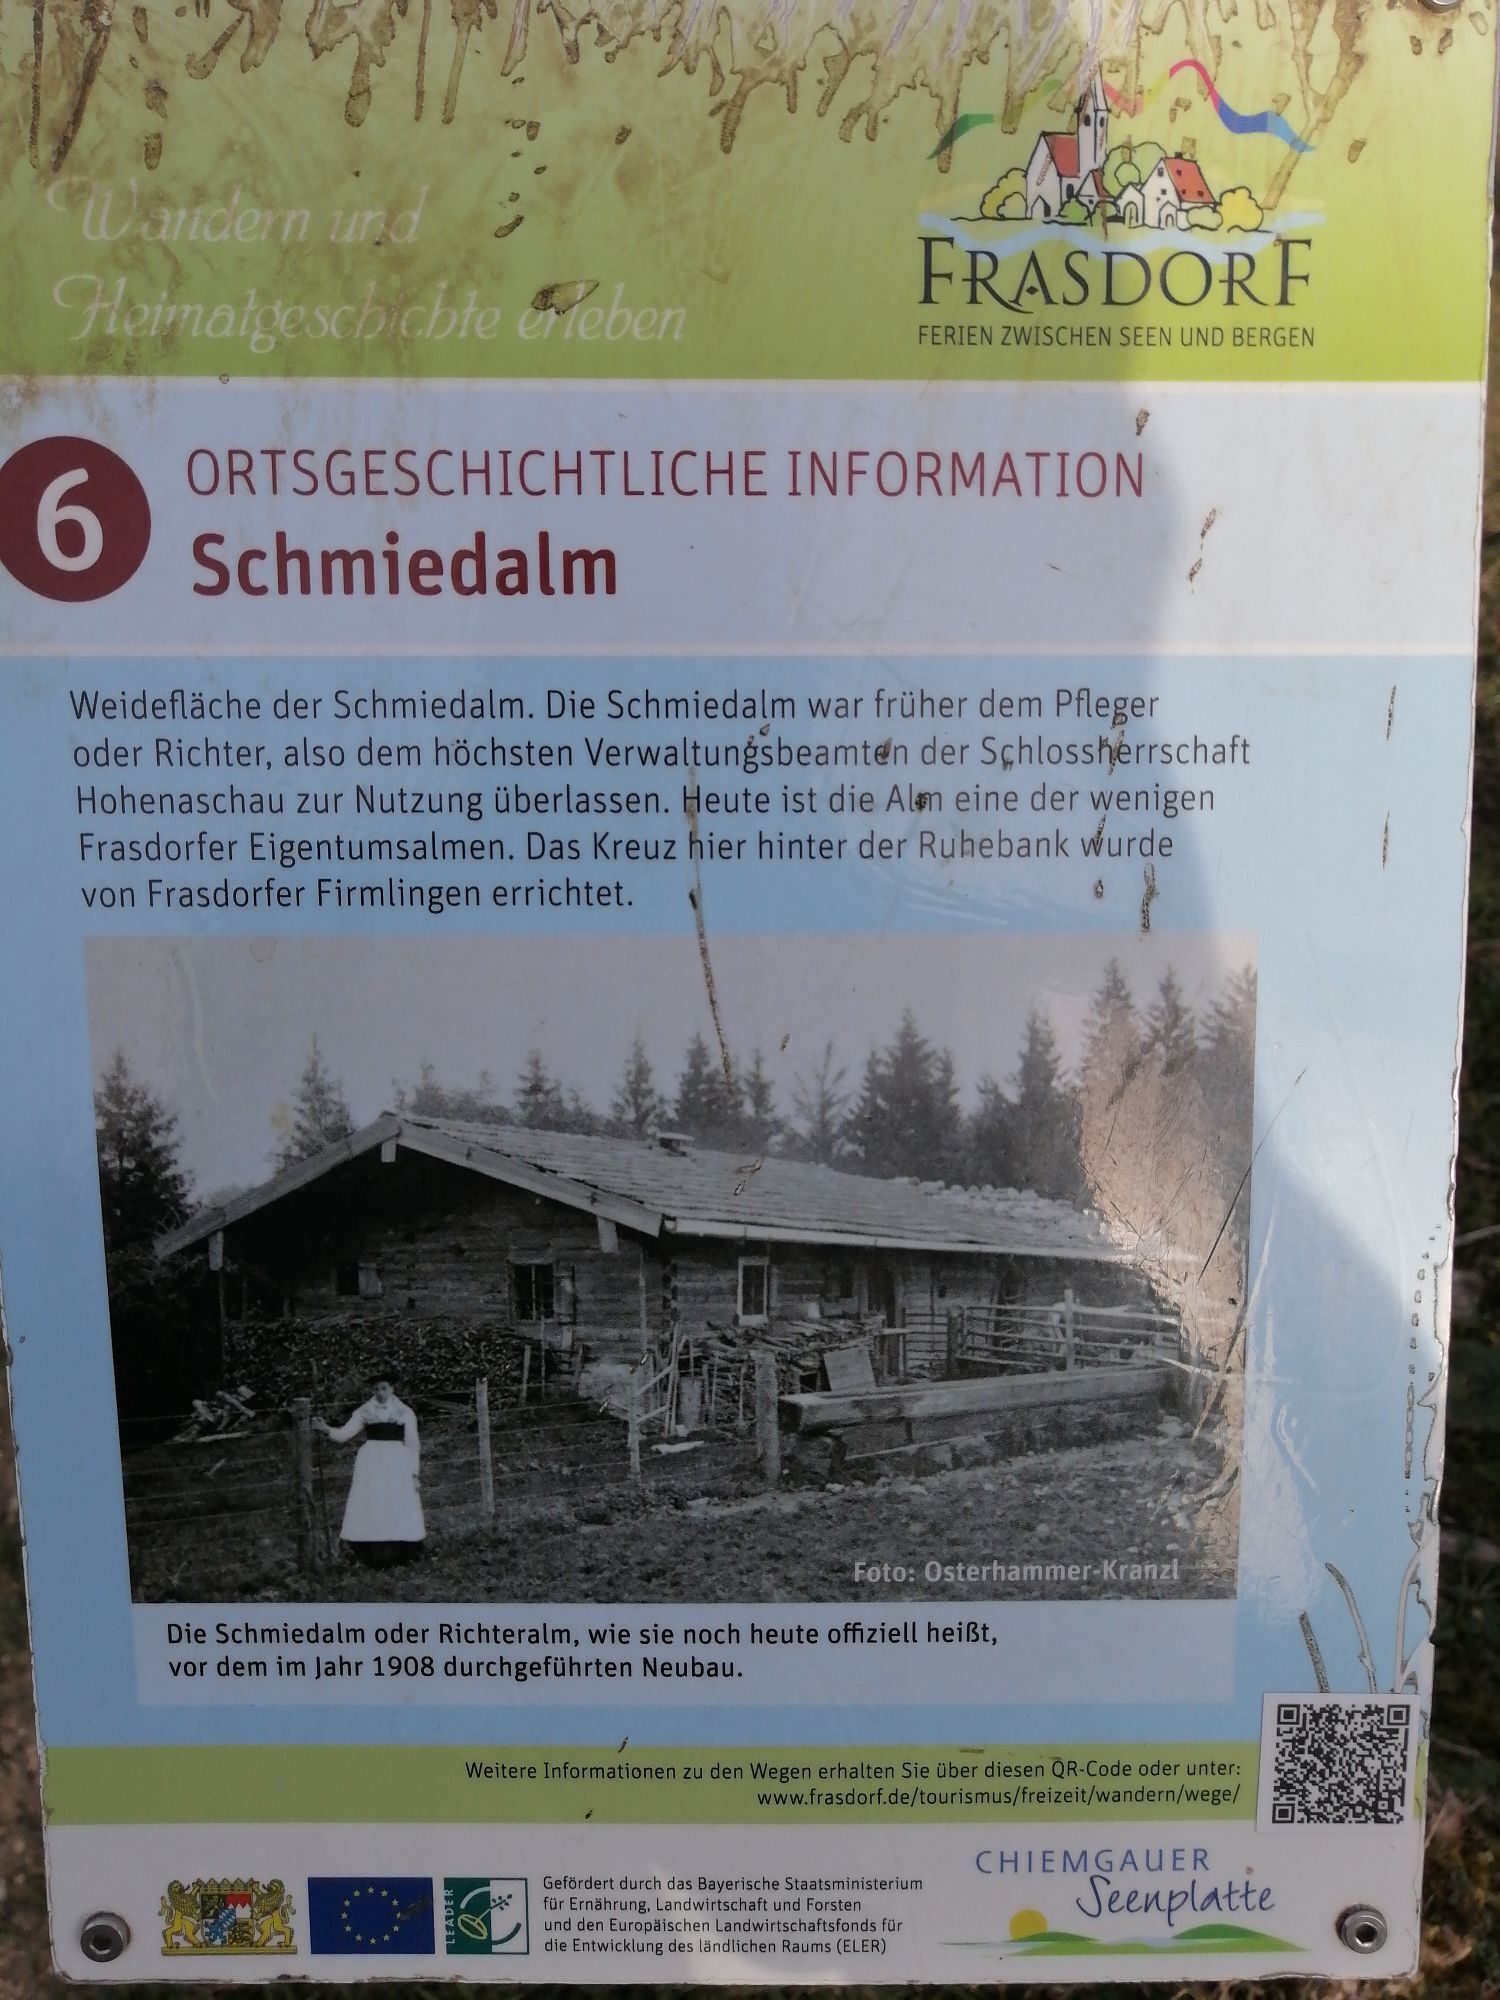 Wandern und
Heimatgeschichte erleben
FRASDORF
FERIEN ZWISCHEN SEEN UND BERGEN
6
ORTSGESCHICHTLICHE INFORMATION
Schmiedalm
Weidefläche der Schmiedalm. Die Schmiedalm war früher dem Pfleger
oder Richter, also dem höchsten Verwaltungsbeamten der Schlossherrschaft
Hohenaschau zur Nutzung überlassen. Heute ist die Alm eine der wenigen
Frasdorfer Eigentumsalmen. Das Kreuz hier hinter der Ruhebank wurde
von Frasdorfer Firmlingen errichtet.
Foto: Osterhammer-Kranzl
Die Schmiedalm oder Richteralm, wie sie noch heute offiziell heißt,
vor dem im Jahr 1908 durchgeführten Neubau.
Weitere Informationen zu den Wegen erhalten Sie über diesen QR-Code oder unter:
www.frasdorf.de/tourismus/freizeit/wandern/wege/
LEADER
Gefördert durch das Bayerische Staatsministerium
für Ernährung, Landwirtschaft und Forsten
und den Europäischen Landwirtschaftsfonds für
die Entwicklung des ländlichen Raums (ELER)
CHIEMGAUER
Seenplatte